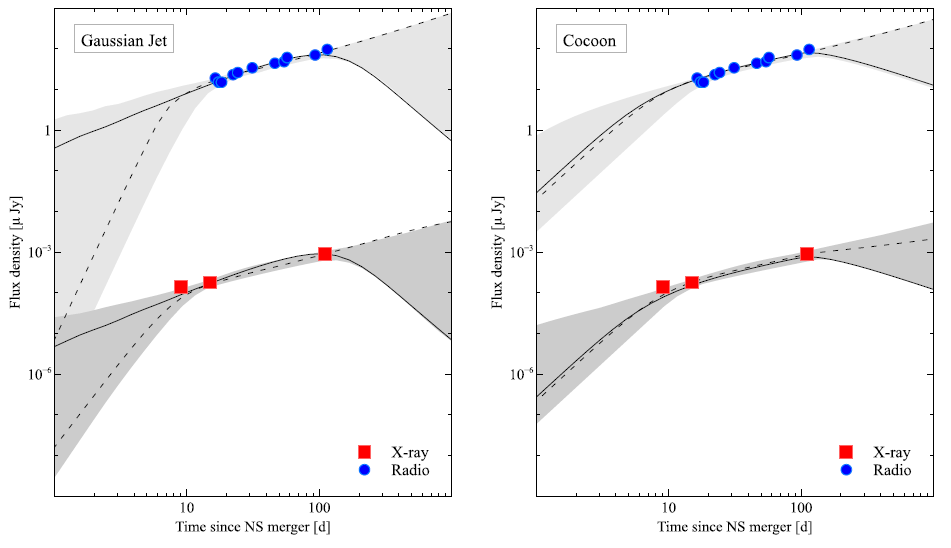 Gaussian Jet
1
10⁻³
10⁻⁶
Flux density [μ Jy]
X-ray
Radio
10
100
Time since NS merger [d]
Cocoon
1
10⁻³
10⁻⁶
Flux density [μ Jy]
X-ray
Radio
10
100
Time since NS merger [d]